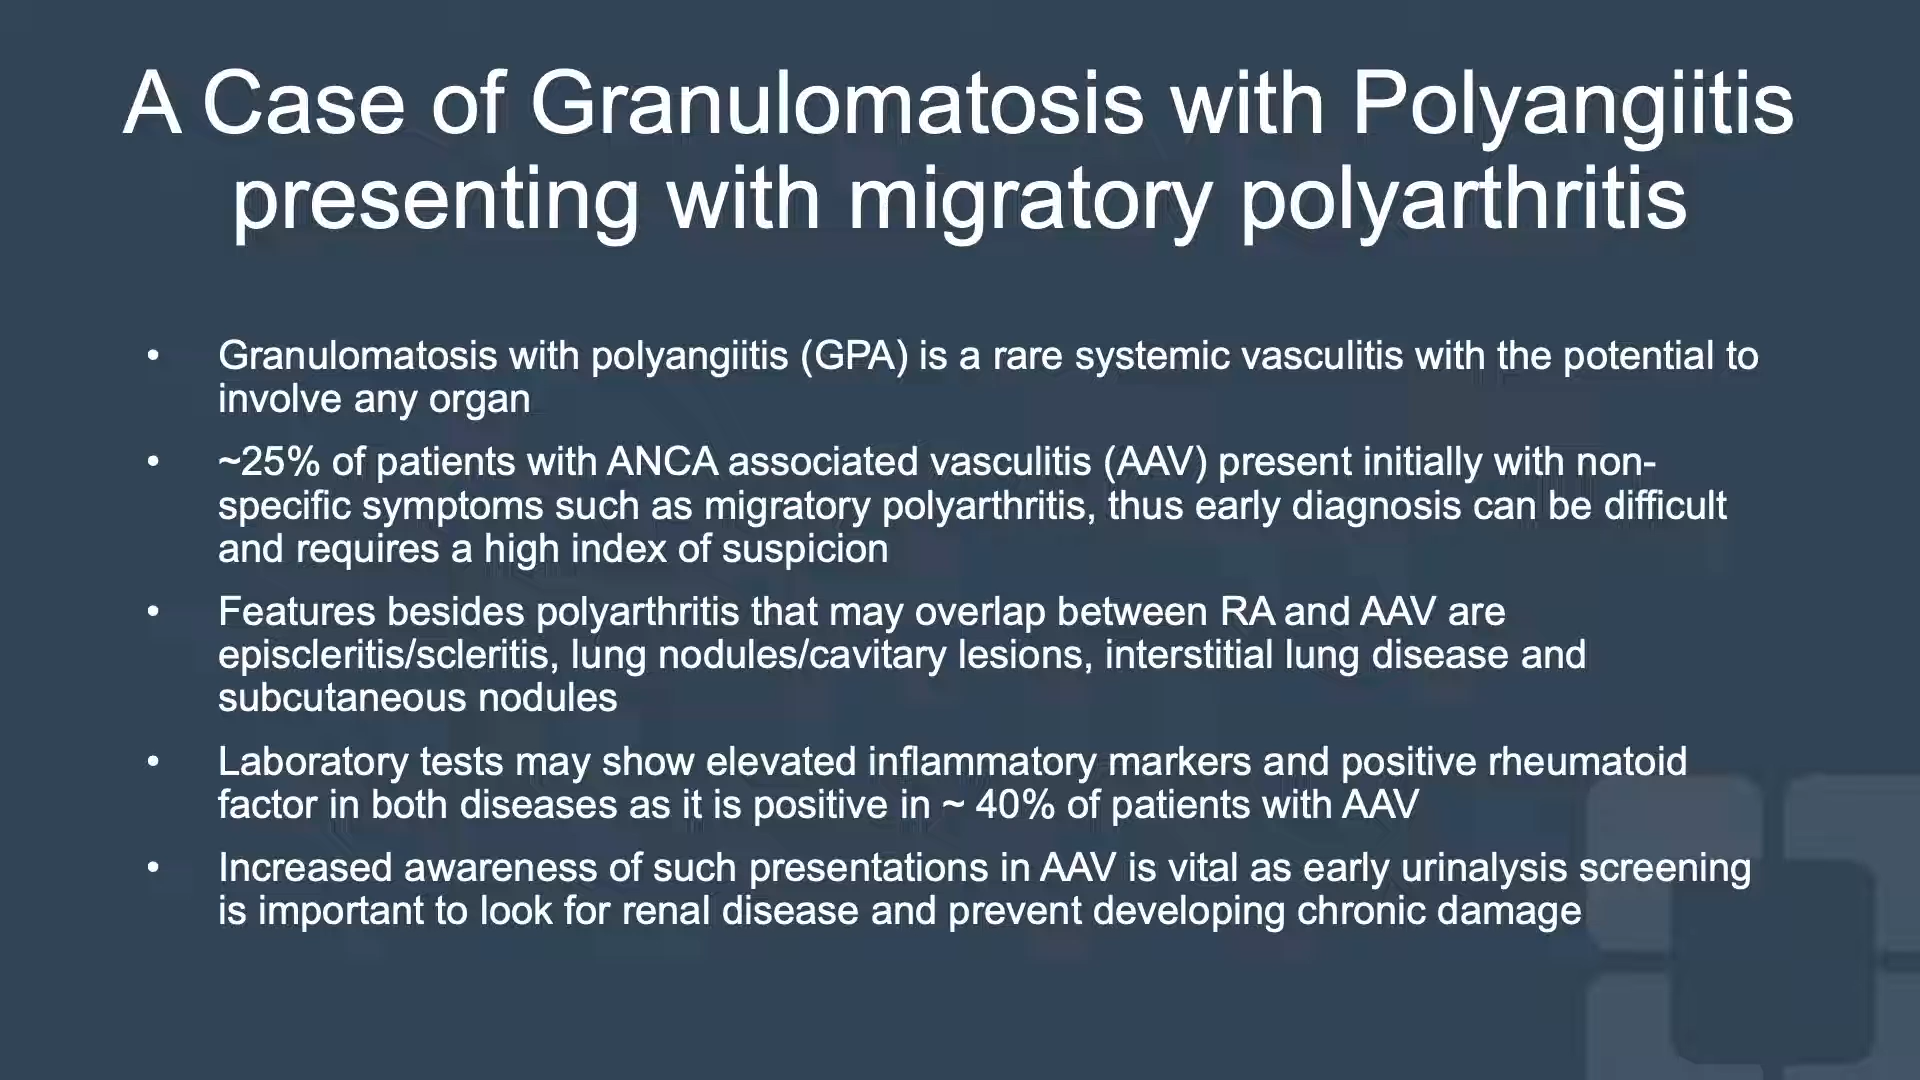 A Case of Granulomatosis with Polyangiitis
presenting with migratory polyarthritis
• Granulomatosis with polyangiitis (GPA) is a rare systemic vasculitis with the potential to
involve any organ
• ~25% of patients with ANCA associated vasculitis (AAV) present initially with non-
specific symptoms such as migratory polyarthritis, thus early diagnosis can be difficult
and requires a high index of suspicion
• Features besides polyarthritis that may overlap between RA and AAV are
episcleritis/scleritis, lung nodules/cavitary lesions, interstitial lung disease and
subcutaneous nodules
• Laboratory tests may show elevated inflammatory markers and positive rheumatoid
factor in both diseases as it is positive in ~ 40% of patients with AAV
• Increased awareness of such presentations in AAV is vital as early urinalysis screening
is important to look for renal disease and prevent developing chronic damage